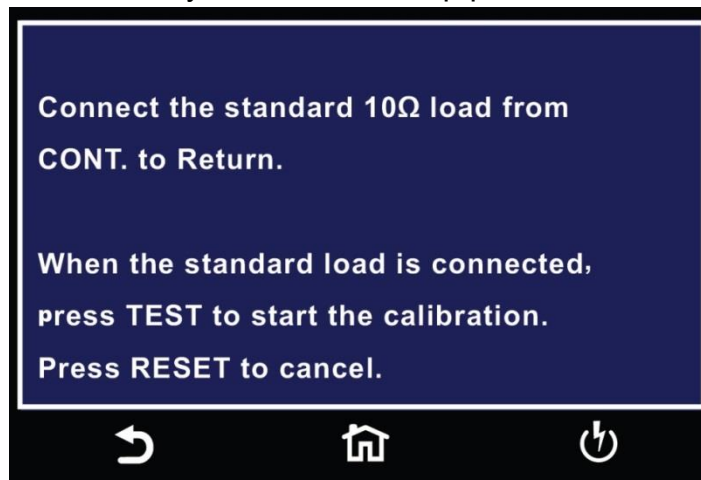 Connect the standard 10Ω load from
CONT. to Return.
When the standard load is connected,
press TEST to start the calibration.
Press RESET to cancel.